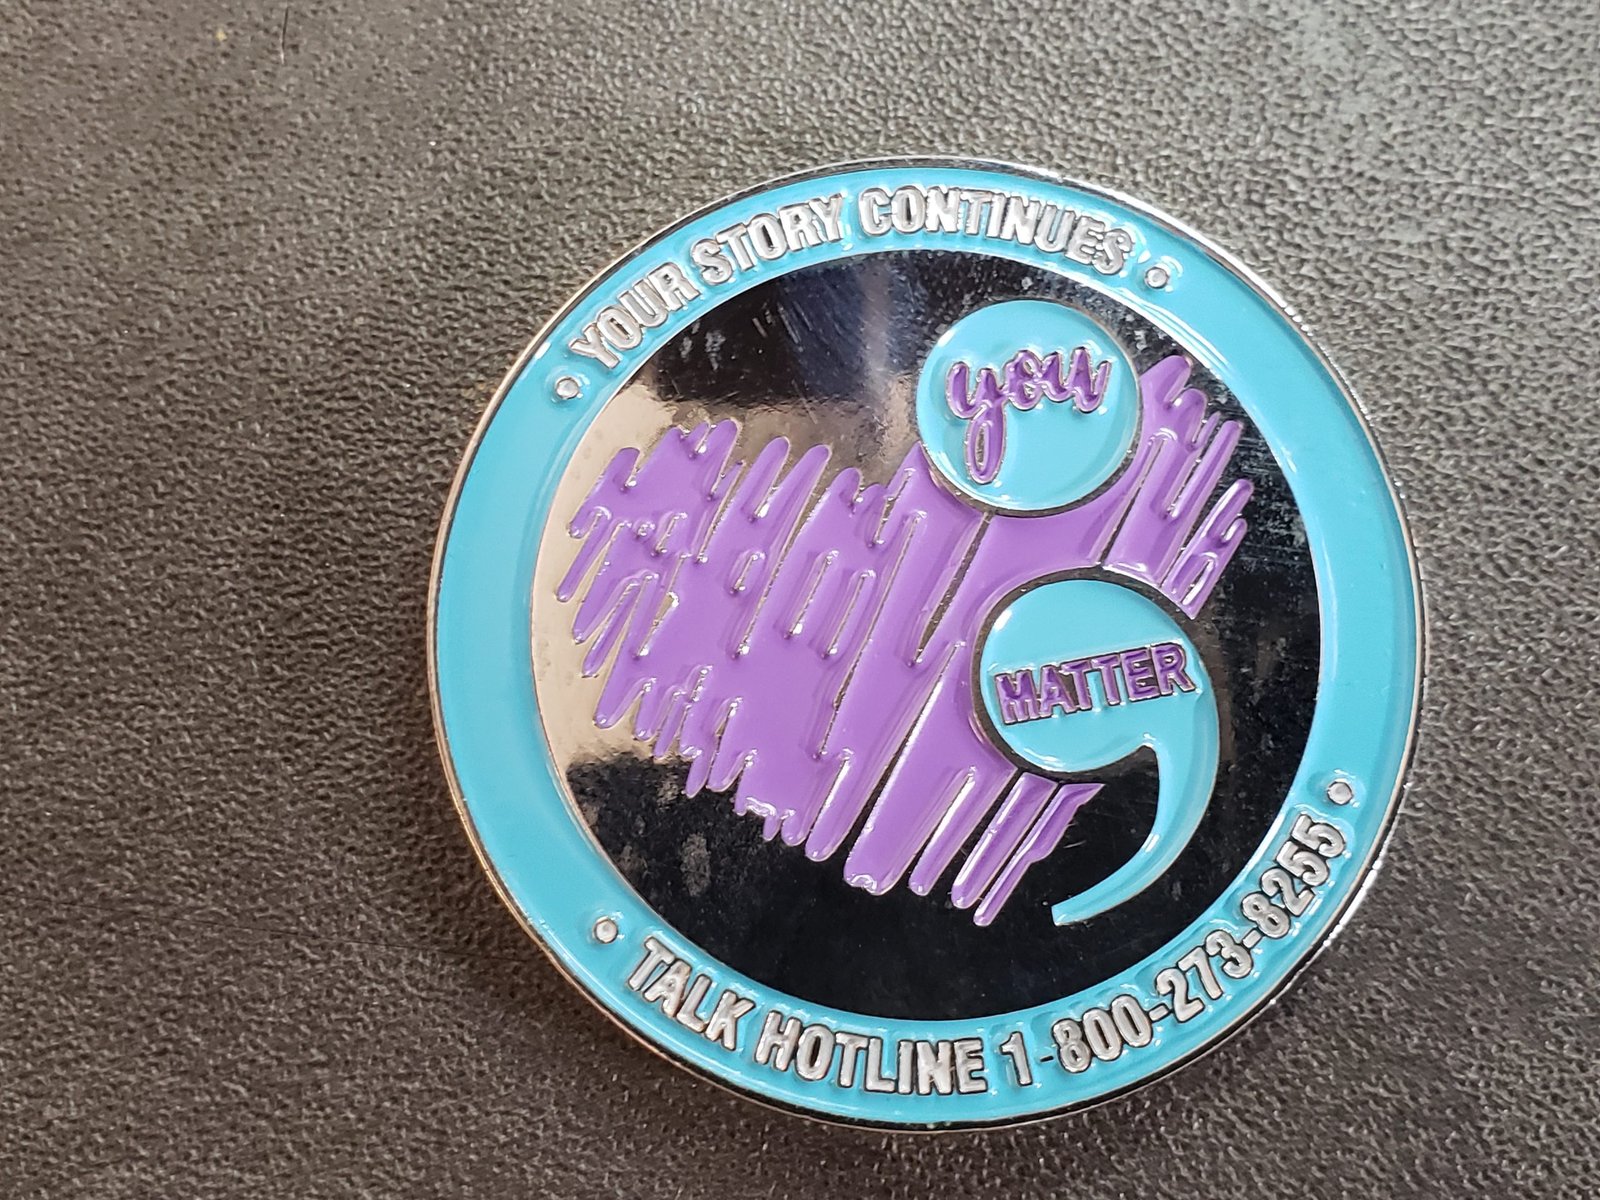 • YOUR STORY CONTINUES •
you
MATTER
• TALK HOTLINE 1-800-273-8255 •